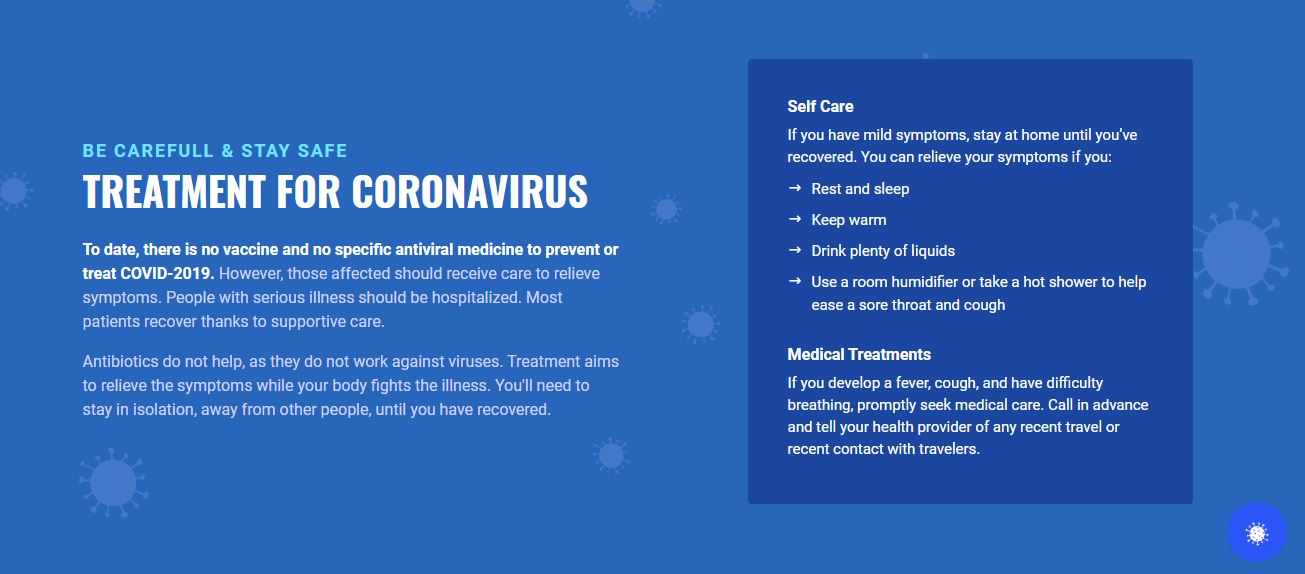 BE CAREFULL & STAY SAFE
TREATMENT FOR CORONAVIRUS
To date, there is no vaccine and no specific antiviral medicine to prevent or
treat COVID-2019. However, those affected should receive care to relieve
symptoms. People with serious illness should be hospitalized. Most
patients recover thanks to supportive care.
Antibiotics do not help, as they do not work against viruses. Treatment aims
to relieve the symptoms while your body fights the illness. You'll need to
stay in isolation, away from other people, until you have recovered.
Self Care
If you have mild symptoms, stay at home until you’ve
recovered. You can relieve your symptoms if you:
→ Rest and sleep
→ Keep warm
→ Drink plenty of liquids
→ Use a room humidifier or take a hot shower to help
ease a sore throat and cough
Medical Treatments
If you develop a fever, cough, and have difficulty
breathing, promptly seek medical care. Call in advance
and tell your health provider of any recent travel or
recent contact with travelers.